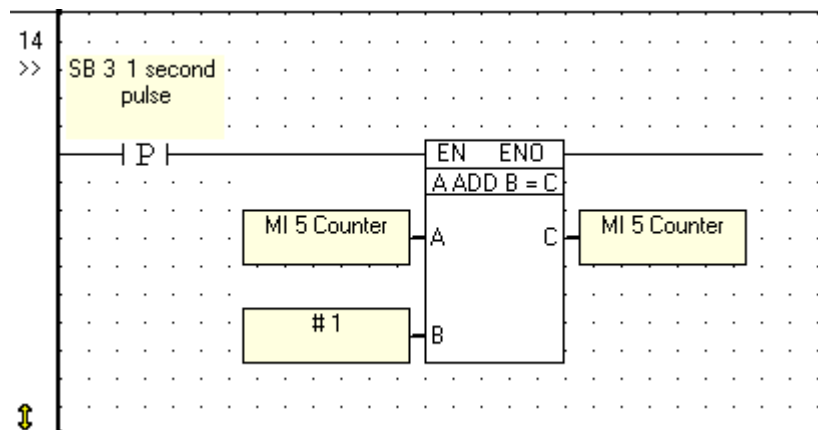 14
>>
SB 3 1 second
pulse
P
EN ENO
A ADD B = C
MI 5 Counter
A
C
MI 5 Counter
# 1
B